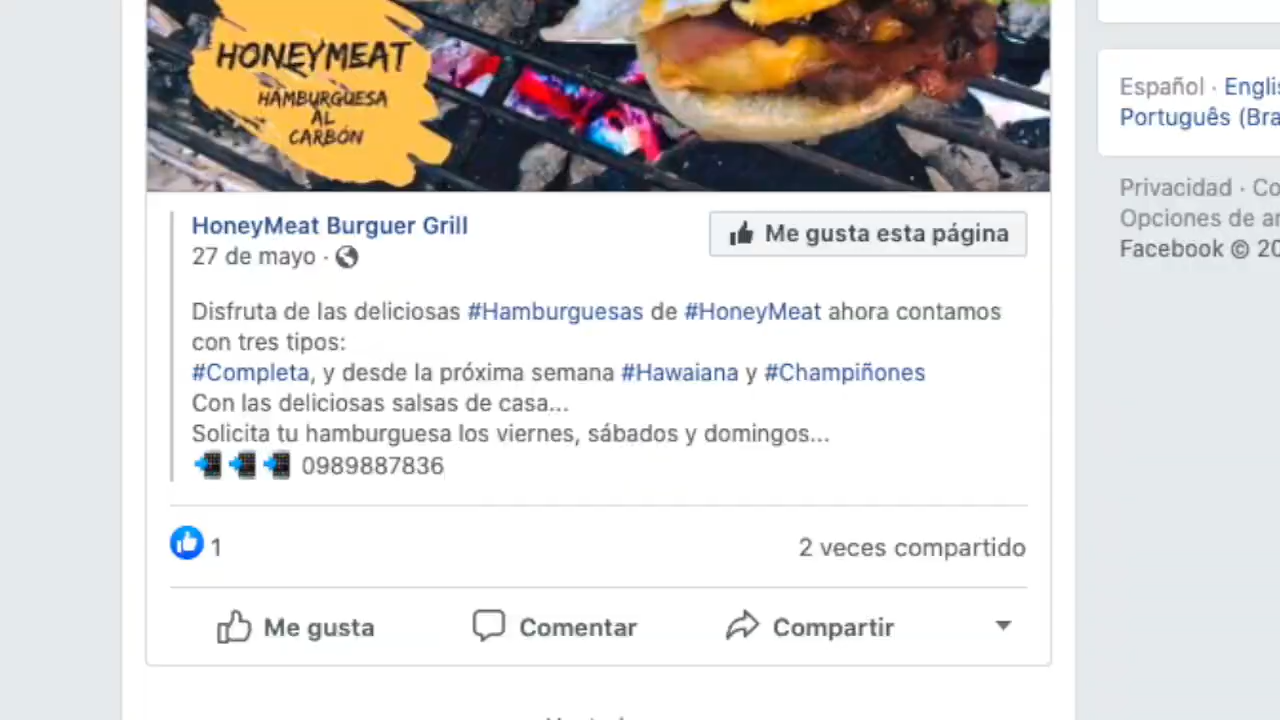 HONEYMEAT
HAMBURGUESA
AL
CARBÓN
HoneyMeat Burguer Grill
Me gusta esta página
27 de mayo ·
Disfruta de las deliciosas #Hamburguesas de #HoneyMeat ahora contamos
con tres tipos:
#Completa, y desde la próxima semana #Hawaiana y #Champiñones
Con las deliciosas salsas de casa...
Solicita tu hamburguesa los viernes, sábados y domingos...
0989887836
1
2 veces compartido
Me gusta
Comentar
Compartir
Español ·
Português
Privacidad ·
Opciones de
Facebook ©